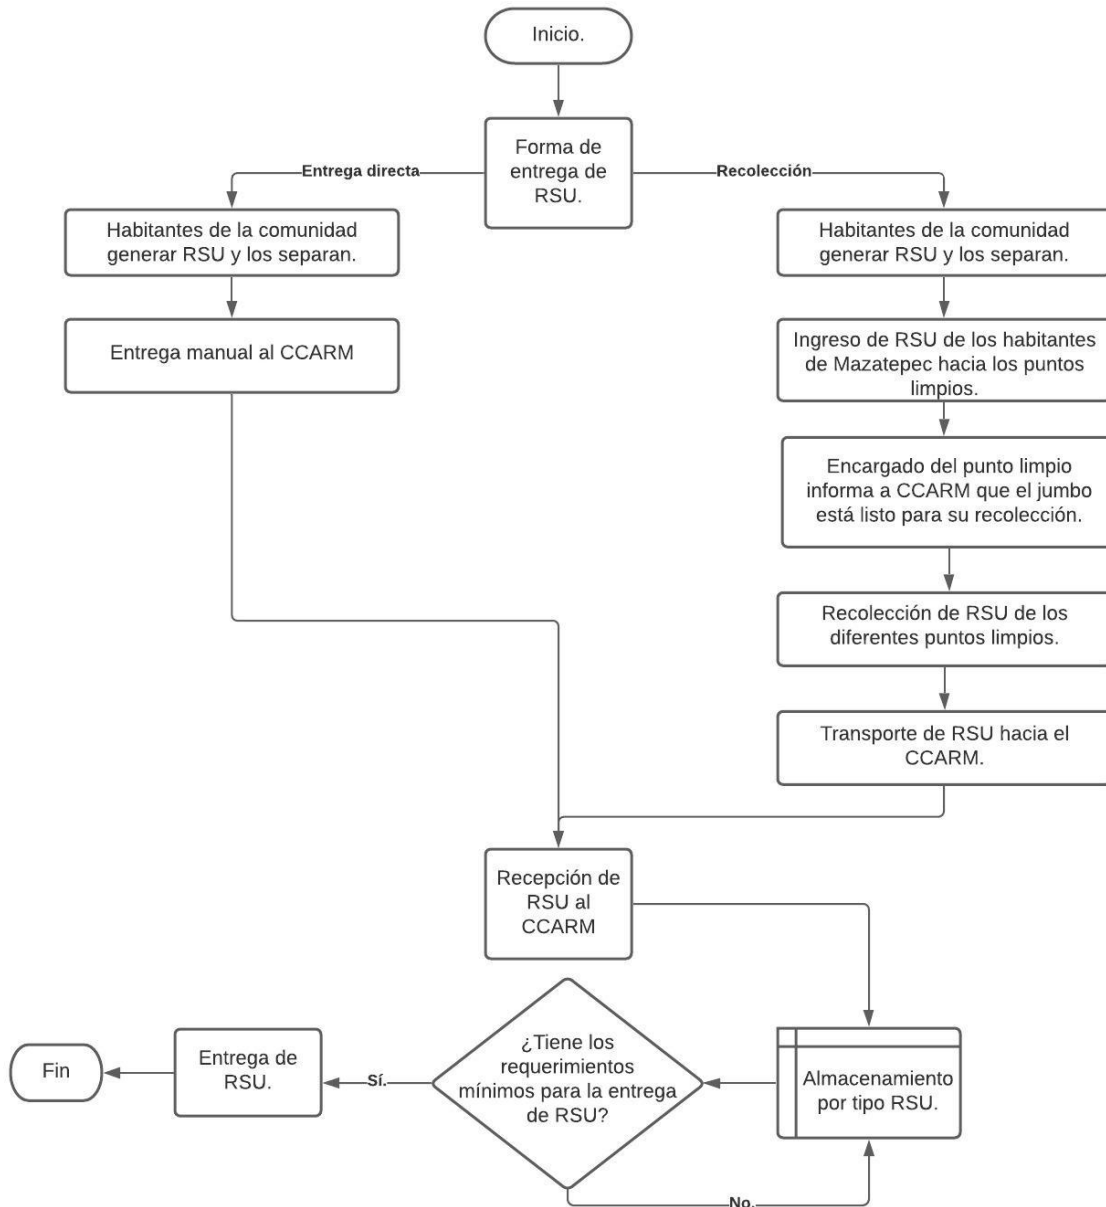 Inicio.
Forma de
entrega de
RSU.
Entrega directa
Recolección
Habitantes de la comunidad
generar RSU y los separan.
Entrega manual al CCARM
Habitantes de la comunidad
generar RSU y los separan.
Ingreso de RSU de los habitantes
de Mazatepec hacia los puntos
limpios.
Encargado del punto limpio
informa a CCARM que el jumbo
está listo para su recolección.
Recolección de RSU de los
diferentes puntos limpios.
Transporte de RSU hacia el
CCARM.
Recepción de
RSU al
CCARM
Almacenamiento
por tipo RSU.
¿Tiene los
requerimientos
mínimos para la entrega
de RSU?
No.
Sí.
Entrega de
RSU.
Fin